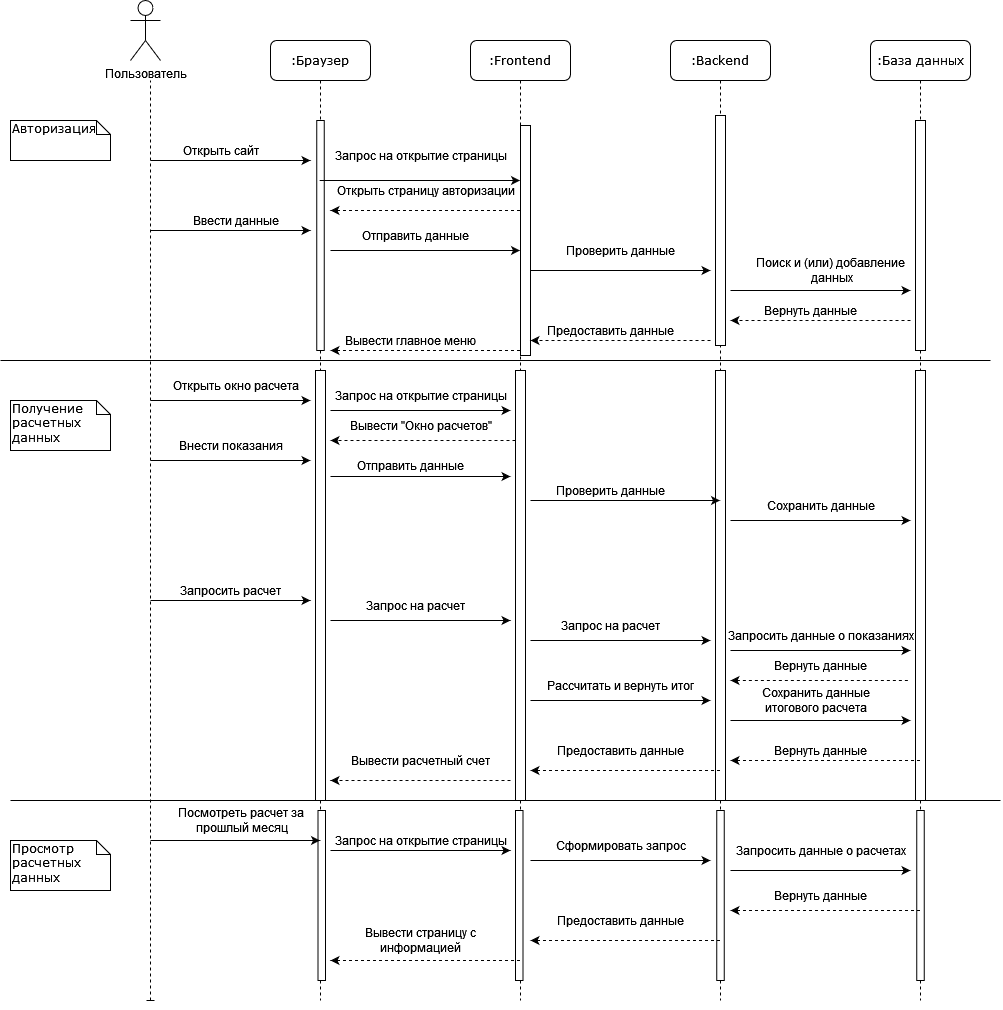 Пользователь
:Браузер
:Frontend
:Backend
:База данных
Авторизация
Открыть сайт
Запрос на открытие страницы
Открыть страницу авторизации
Ввести данные
Отправить данные
Проверить данные
Поиск и (или) добавление
данных
Вернуть данные
Предоставить данные
Вывести главное меню
Получение
расчетных
данных
Открыть окно расчета
Запрос на открытие страницы
Вывести "Окно расчетов"
Внести показания
Отправить данные
Проверить данные
Сохранить данные
Запросить расчет
Запрос на расчет
Запрос на расчет
Запросить данные о показаниях
Вернуть данные
Рассчитать и вернуть итог
Сохранить данные
итогового расчета
Вернуть данные
Предоставить данные
Вывести расчетный счет
Просмотр
расчетных
данных
Посмотреть расчет за
прошлый месяц
Запрос на открытие страницы
Сформировать запрос
Запросить данные о расчетах
Вернуть данные
Предоставить данные
Вывести страницу с
информацией